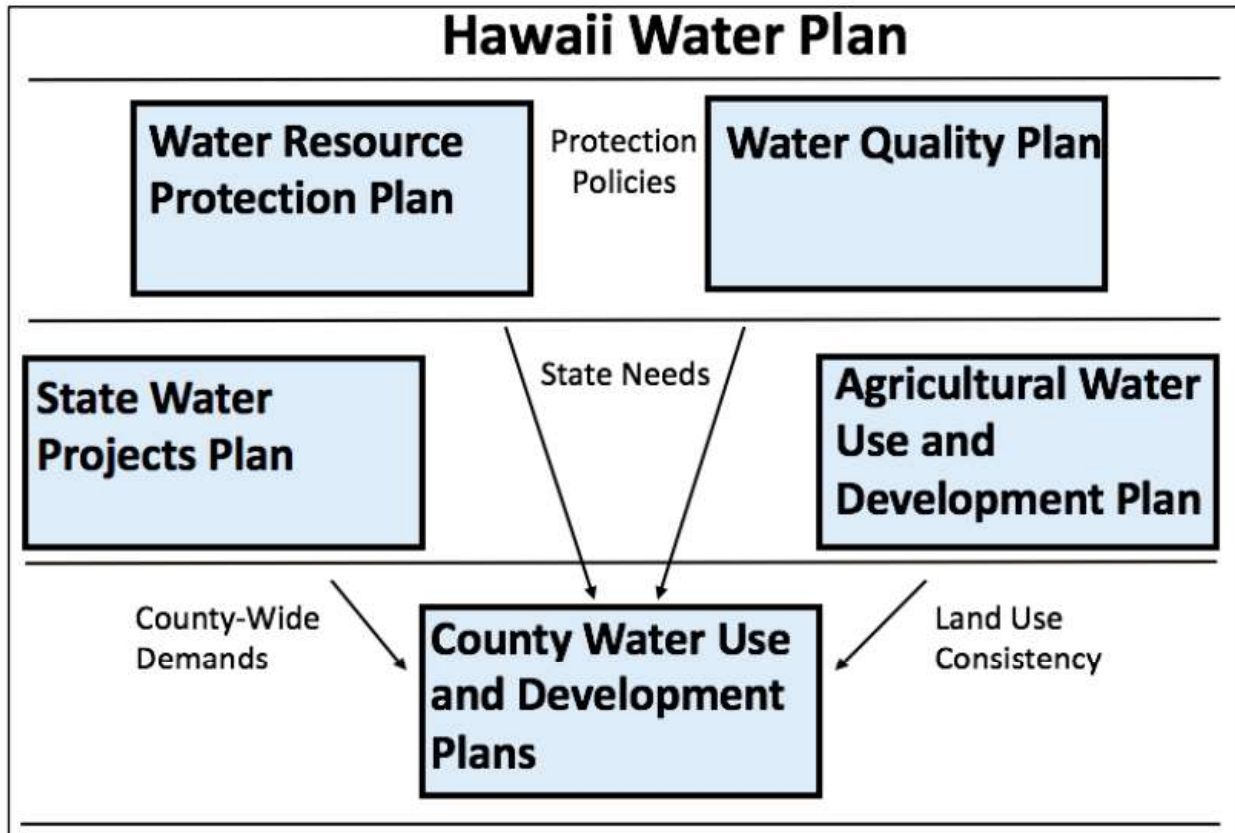 Hawaii Water Plan
Water Resource
Protection Plan
Protection
Policies
Water Quality Plan
State Water
Projects Plan
State Needs
Agricultural Water
Use and
Development Plan
County-Wide
Demands
County Water Use
and Development
Plans
Land Use
Consistency